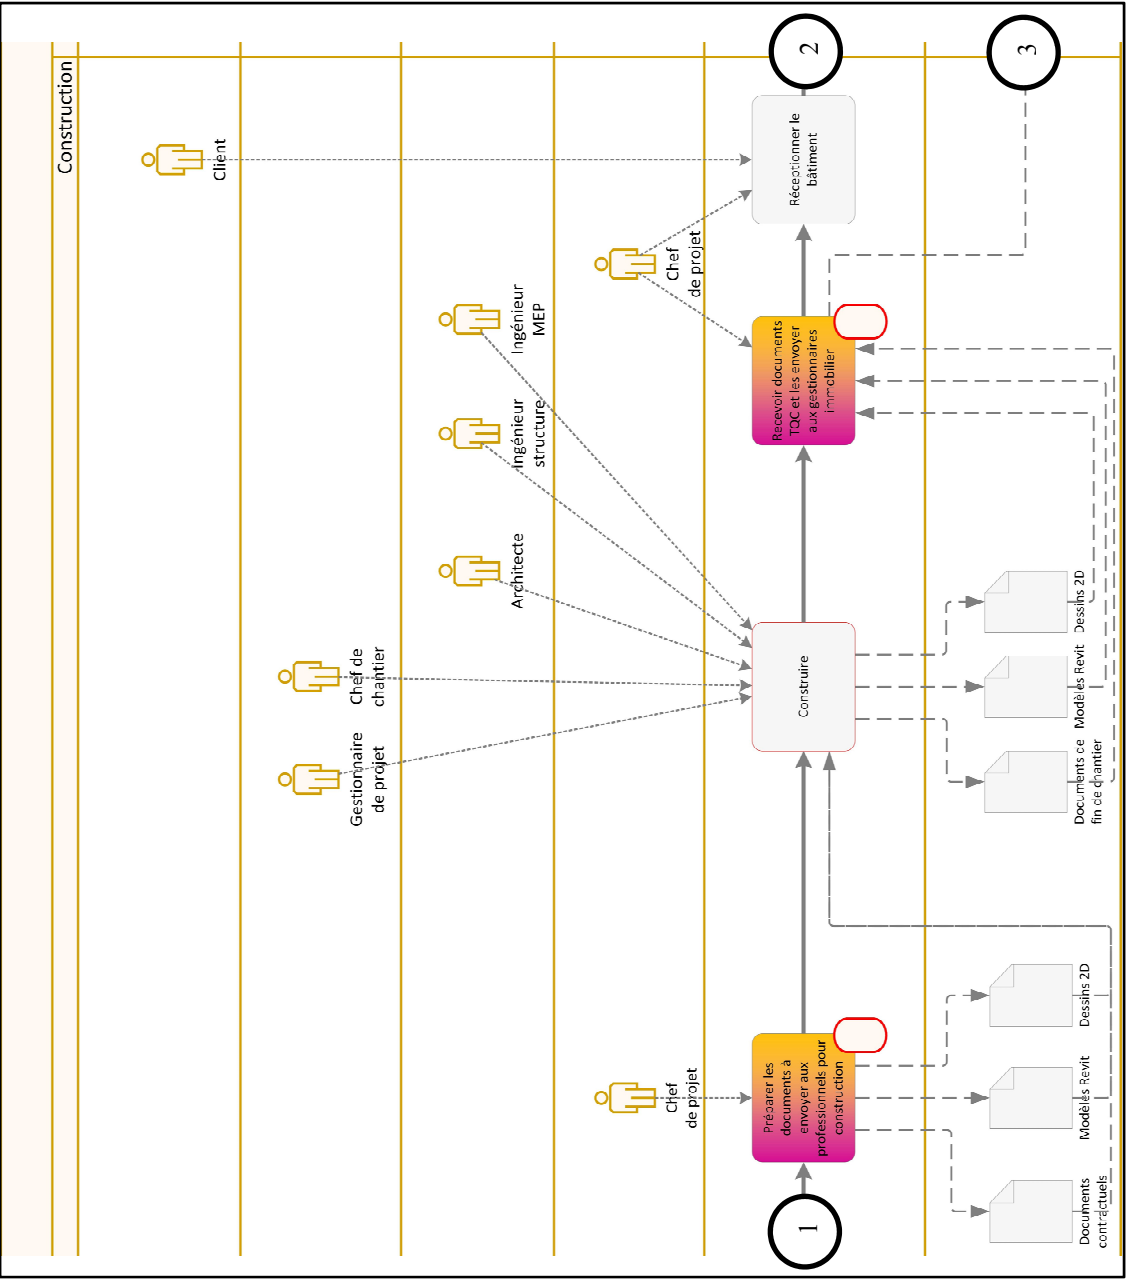 Construction
Client
Gestionnaire
de projet
Chef de
chantier
Architecte
Ingénieur
structure
Ingénieur
MEP
Chef
de projet
Chef
de projet
1
Préparer les
documents à
envoyer aux
professionnels pour
construction
Construire
Recevoir documents
TQC et les envoyer
aux gestionnaires
immobilier
Réceptionner le
bâtiment
2
Documents
contractuels
Modèles Revit
Dessins 2D
Documents de
fin de chantier
Modèles Revit
Dessins 2D
3